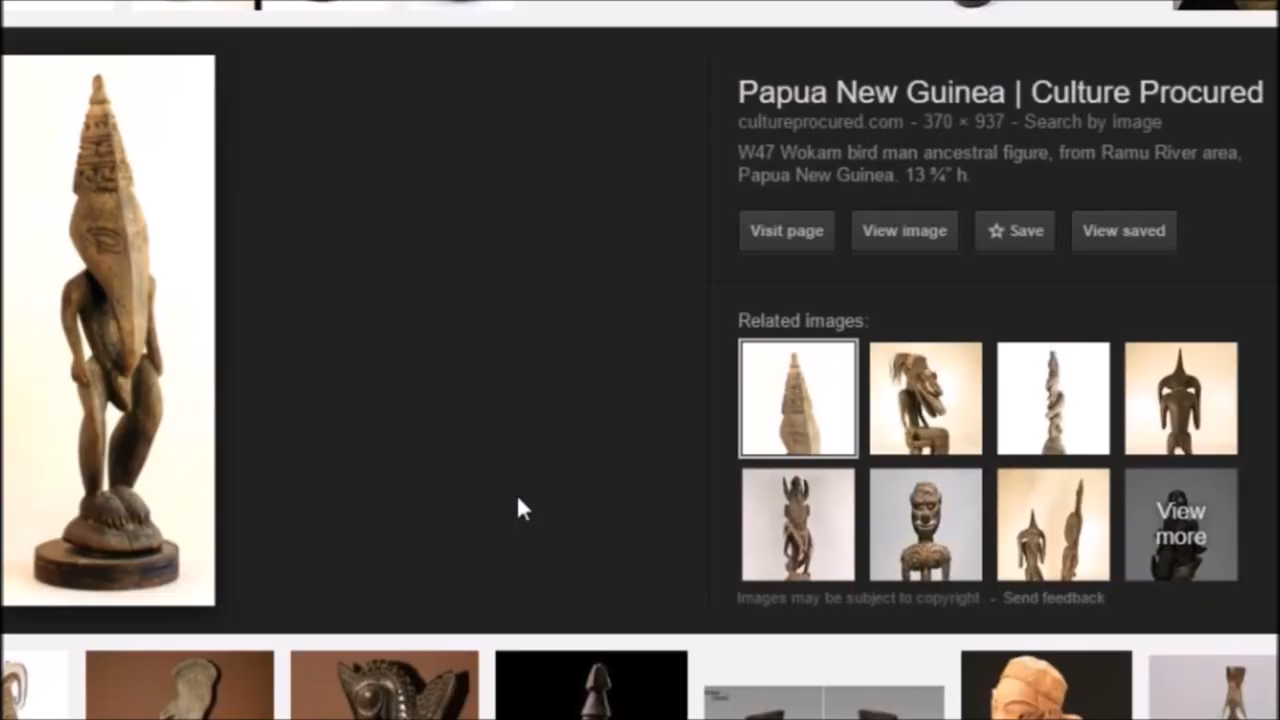 Papua New Guinea | Culture Procured
cultureprocured.com - 370 × 937 - Search by image
W47 Wokam bird man ancestral figure, from Ramu River area,
Papua New Guinea. 13 ¾” h.
Visit page View image Save View saved
Related images:
View
more
Images may be subject to copyright - Send feedback